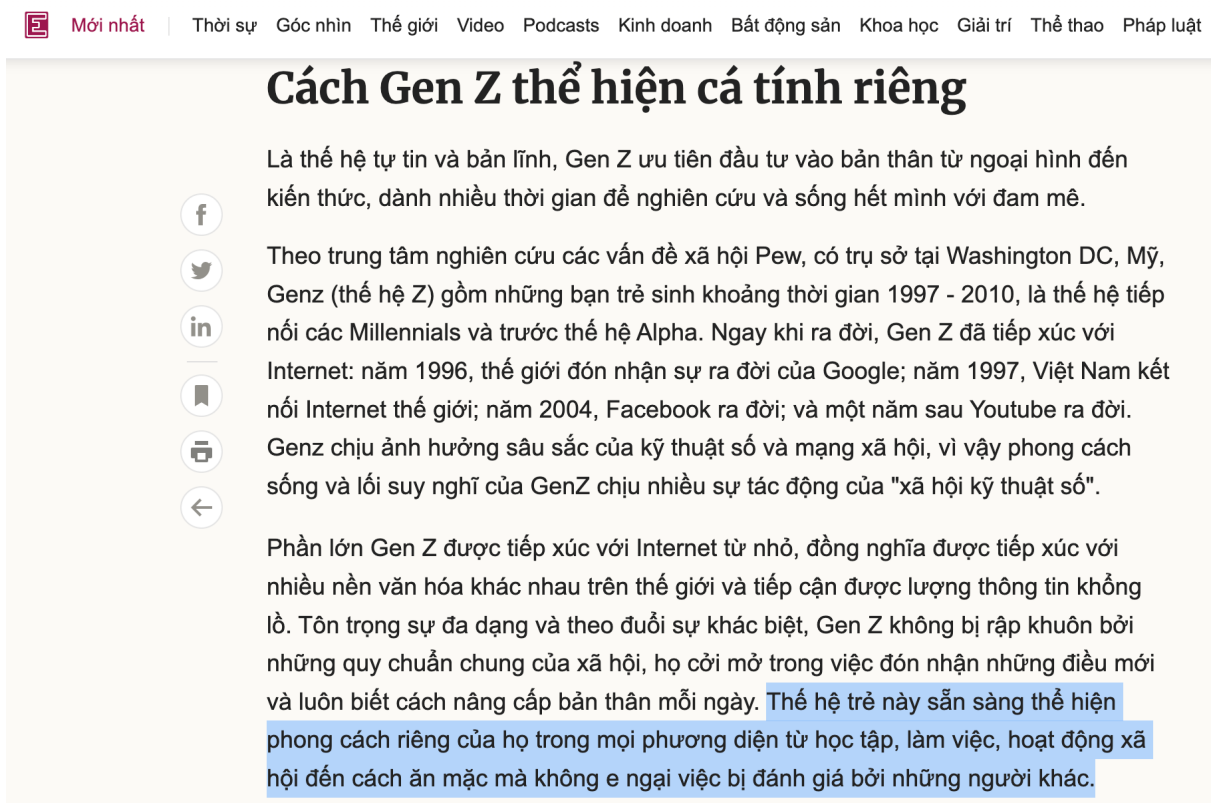 Mới nhất Thời sự Góc nhìn Thế giới Video Podcasts Kinh doanh Bất động sản Khoa học Giải trí Thể thao Pháp luật
Cách Gen Z thể hiện cá tính riêng
Là thế hệ tự tin và bản lĩnh, Gen Z ưu tiên đầu tư vào bản thân từ ngoại hình đến
kiến thức, dành nhiều thời gian để nghiên cứu và sống hết mình với đam mê.
Theo trung tâm nghiên cứu các vấn đề xã hội Pew, có trụ sở tại Washington DC, Mỹ,
Genz (thế hệ Z) gồm những bạn trẻ sinh khoảng thời gian 1997 - 2010, là thế hệ tiếp
nối các Millennials và trước thế hệ Alpha. Ngay khi ra đời, Gen Z đã tiếp xúc với
Internet: năm 1996, thế giới đón nhận sự ra đời của Google; năm 1997, Việt Nam kết
nối Internet thế giới; năm 2004, Facebook ra đời; và một năm sau Youtube ra đời.
Genz chịu ảnh hưởng sâu sắc của kỹ thuật số và mạng xã hội, vì vậy phong cách
sống và lối suy nghĩ của GenZ chịu nhiều sự tác động của "xã hội kỹ thuật số".
Phần lớn Gen Z được tiếp xúc với Internet từ nhỏ, đồng nghĩa được tiếp xúc với
nhiều nền văn hóa khác nhau trên thế giới và tiếp cận được lượng thông tin khổng
lồ. Tôn trọng sự đa dạng và theo đuổi sự khác biệt, Gen Z không bị rập khuôn bởi
những quy chuẩn chung của xã hội, họ cởi mở trong việc đón nhận những điều mới
và luôn biết cách nâng cấp bản thân mỗi ngày. Thế hệ trẻ này sẵn sàng thể hiện
phong cách riêng của họ trong mọi phương diện từ học tập, làm việc, hoạt động xã
hội đến cách ăn mặc mà không e ngại việc bị đánh giá bởi những người khác.